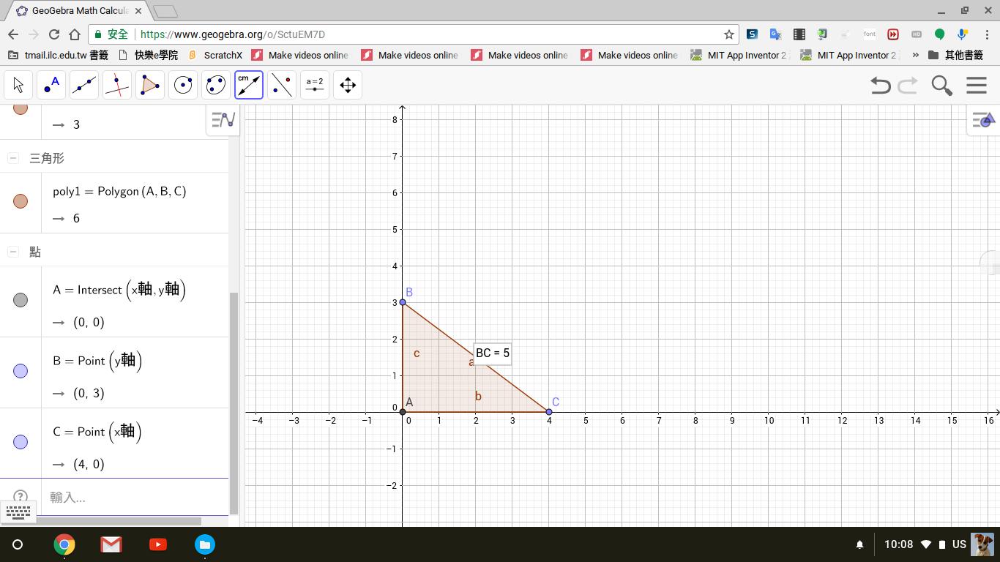 GeoGebra Math Calcula
安全 https://www.geogebra.org/o/SctuEM7D
font HD
tmail.ilc.edu.tw 書籤 快樂e學院 ScratchX Make videos online Make videos online Make videos online Make videos online MIT App Inventor 2 MIT App Inventor 2 » 其他書籤
A cm a=2
→ 3
三角形
poly1 = Polygon (A, B, C)
→ 6
點
A = Intersect (x軸, y軸)
→ (0, 0)
B = Point (y軸)
→ (0, 3)
C = Point (x軸)
→ (4, 0)
? 輸入...
8
7
6
5
4
B
3
2
c
BC = 5
a
1
b
0 A C
−4 −3 −2 −1 0 1 2 3 4 5 6 7 8 9 10 11 12 13 14 15 16
−1
−2
10:08 US